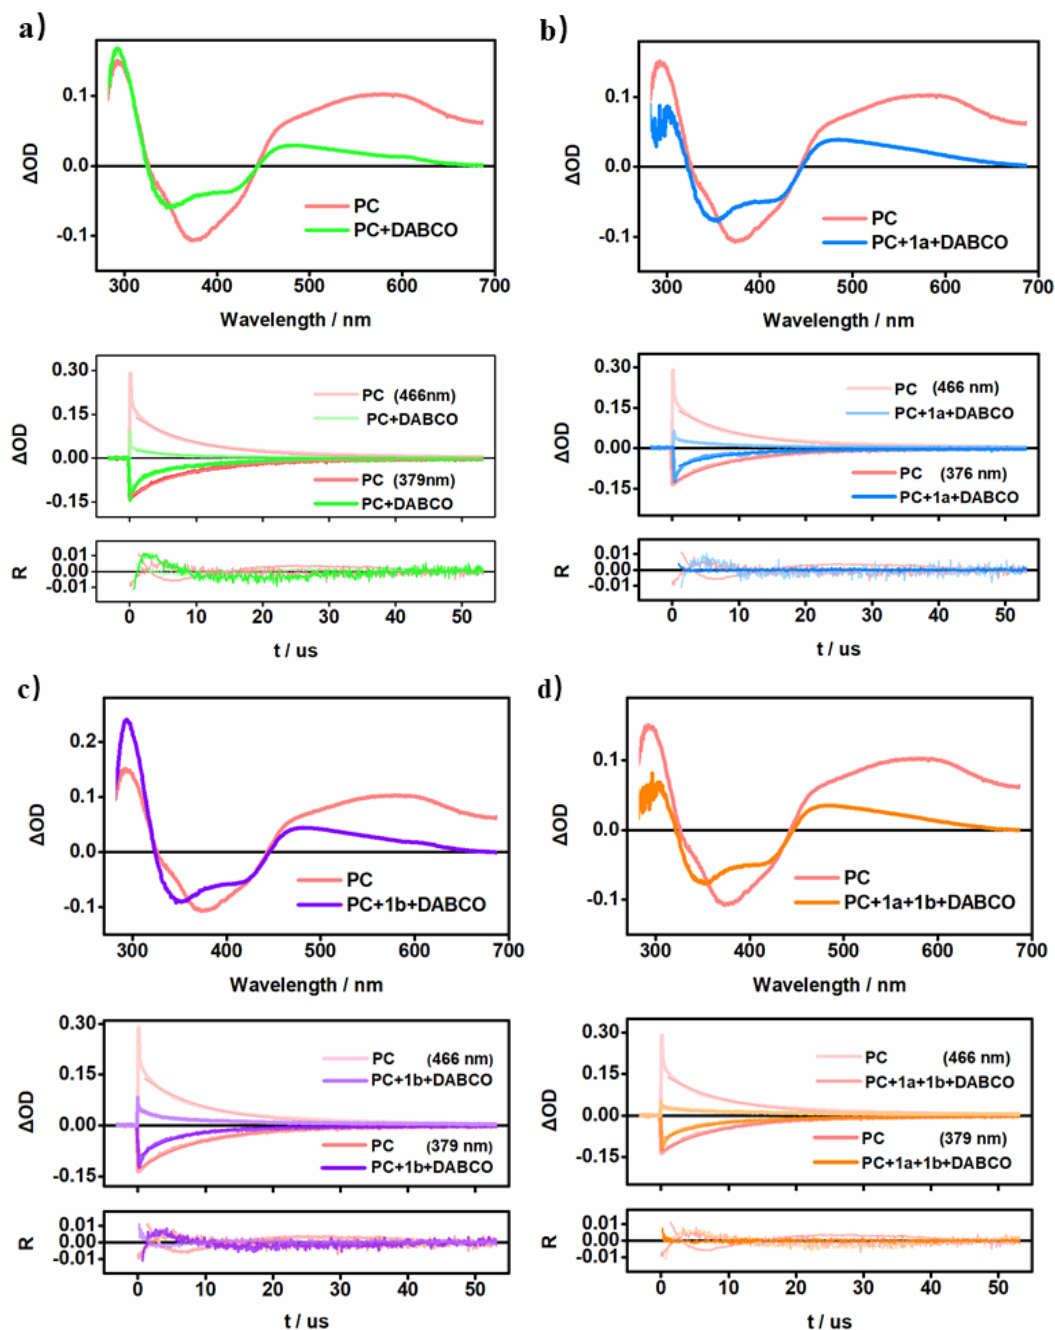 a)
ΔOD
0.1
0.0
-0.1
PC
PC+DABCO
300 400 500 600 700
Wavelength / nm
ΔOD
0.30
0.15
0.00
-0.15
PC (466nm)
PC+DABCO
PC (379nm)
PC+DABCO
R
0.01
0.00
-0.01
0 10 20 30 40 50
t / us
b)
ΔOD
0.1
0.0
-0.1
PC
PC+1a+DABCO
300 400 500 600 700
Wavelength / nm
ΔOD
0.30
0.15
0.00
-0.15
PC (466 nm)
PC+1a+DABCO
PC (376 nm)
PC+1a+DABCO
R
0.01
0.00
-0.01
0 10 20 30 40 50
t / us
c)
ΔOD
0.2
0.1
0.0
-0.1
PC
PC+1b+DABCO
300 400 500 600 700
Wavelength / nm
ΔOD
0.30
0.15
0.00
-0.15
PC (466 nm)
PC+1b+DABCO
PC (379 nm)
PC+1b+DABCO
R
0.01
0.00
-0.01
0 10 20 30 40 50
t / us
d)
ΔOD
0.1
0.0
-0.1
PC
PC+1a+1b+DABCO
300 400 500 600 700
Wavelength / nm
ΔOD
0.30
0.15
0.00
-0.15
PC (466 nm)
PC+1a+1b+DABCO
PC (379 nm)
PC+1a+1b+DABCO
R
0.01
0.00
-0.01
0 10 20 30 40 50
t / us